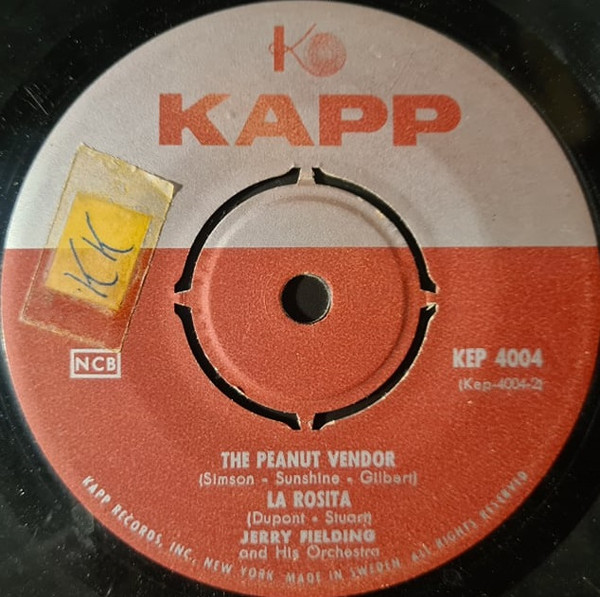 K
KAPP
KK
NCB
KEP 4004
(Kep-4004-2)
THE PEANUT VENDOR
(Simson - Sunshine - Gilbert)
LA ROSITA
(Dupont - Stuart)
JERRY FIELDING
and His Orchestra
KAPP RECORDS, INC., NEW YORK. MADE IN SWEDEN. ALL RIGHTS RESERVED